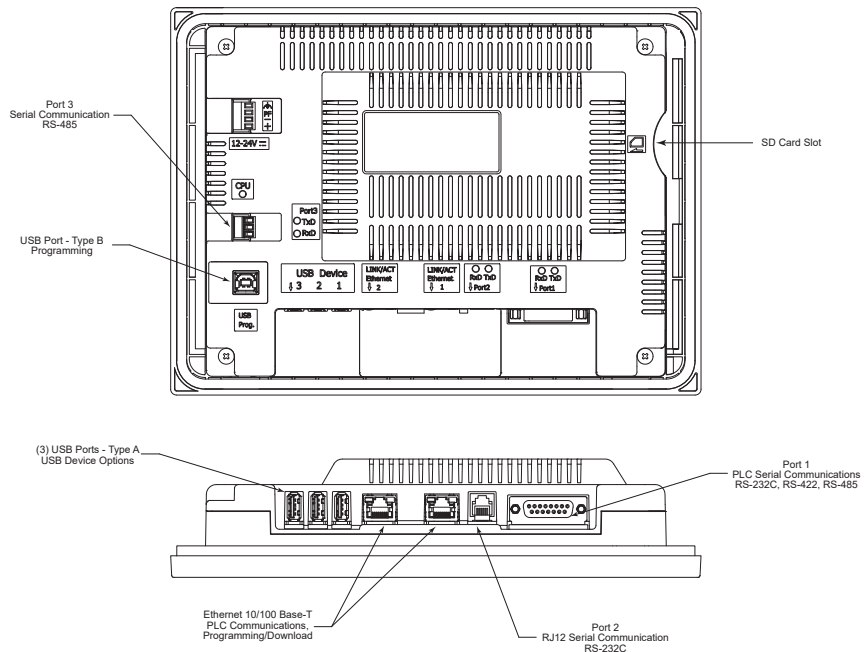 Port 3
Serial Communication
RS-485
12-24V
CPU
Port3
TxD
RxD
SD Card Slot
USB Port - Type B
Programming
USB Device
3 2 1
LINK/ACT
Ethernet
2
LINK/ACT
Ethernet
1
RxD TxD
Port2
RxD TxD
Port1
USB
Prog.
(3) USB Ports - Type A
USB Device Options
Port 1
PLC Serial Communications
RS-232C, RS-422, RS-485
Ethernet 10/100 Base-T
PLC Communications,
Programming/Download
Port 2
RJ12 Serial Communication
RS-232C